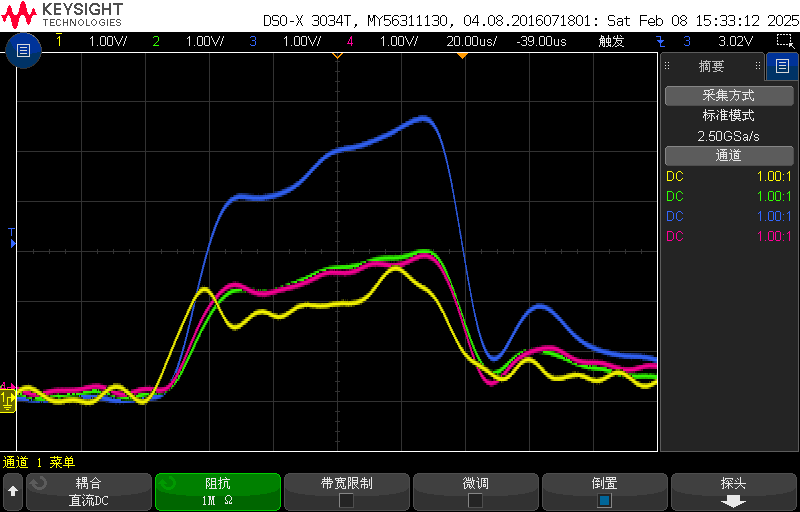 KEYSIGHT
TECHNOLOGIES
DSO-X 3034T, MY56311130, 04.08.2016071801: Sat Feb 08 15:33:12 2025
1 1.00V/ 2 1.00V/ 3 1.00V/ 4 1.00V/ 20.00us/ -39.00us 触发 3 3.02V
摘要
采集方式
标准模式
2.50GSa/s
通道
DC 1.00:1
DC 1.00:1
DC 1.00:1
DC 1.00:1
T
4
1
通道 1 菜单
耦合
直流DC
阻抗
1M Ω
带宽限制
微调
倒置
探头